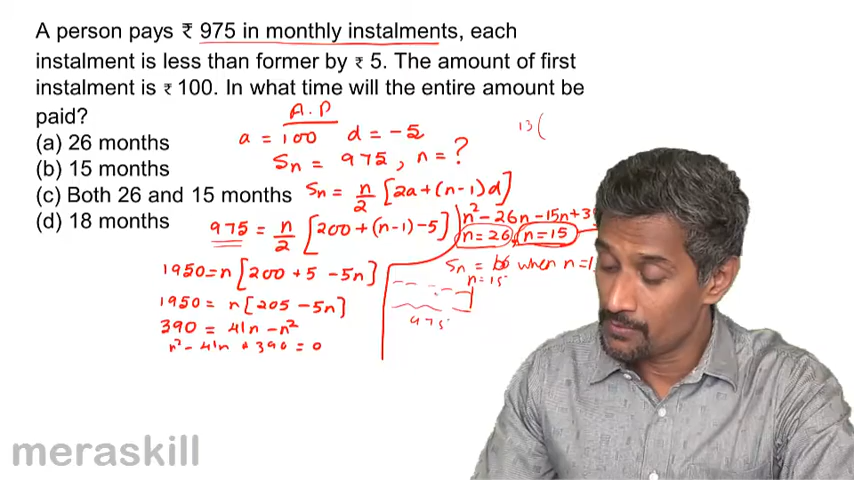 A person pays ₹ 975 in monthly instalments, each
instalment is less than former by ₹ 5. The amount of first
instalment is ₹ 100. In what time will the entire amount be
paid?
(a) 26 months
(b) 15 months
(c) Both 26 and 15 months
(d) 18 months
A.P
a = 100 d = -5
Sn = 975, n = ?
Sn = n/2 [2a+(n-1)d]
975 = n/2 [200+(n-1)-5]
1950=n[200+5-5n]
1950= n[205-5n]
390 = 41n-n²
n²-41n+390=0
13(
n²-26n-15n+3
n=26, n=15
Sn = when n=1
n=15
975
meraskill